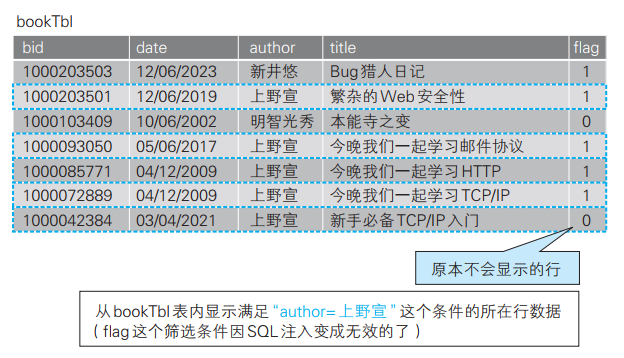 bookTbl
bid date author title flag
1000203503 12/06/2023 新井悠 Bug猎人日记 1
1000203501 12/06/2019 上野宣 繁杂的Web安全性 1
1000103409 10/06/2002 明智光秀 本能寺之变 0
1000093050 05/06/2017 上野宣 今晚我们一起学习邮件协议 1
1000085771 04/12/2009 上野宣 今晚我们一起学习HTTP 1
1000072889 04/12/2009 上野宣 今晚我们一起学习TCP/IP 1
1000042384 03/04/2021 上野宣 新手必备TCP/IP入门 0
原本不会显示的行
从bookTbl表内显示满足“author=上野宣”这个条件的所在行数据
(flag这个筛选条件因SQL注入变成无效的了)